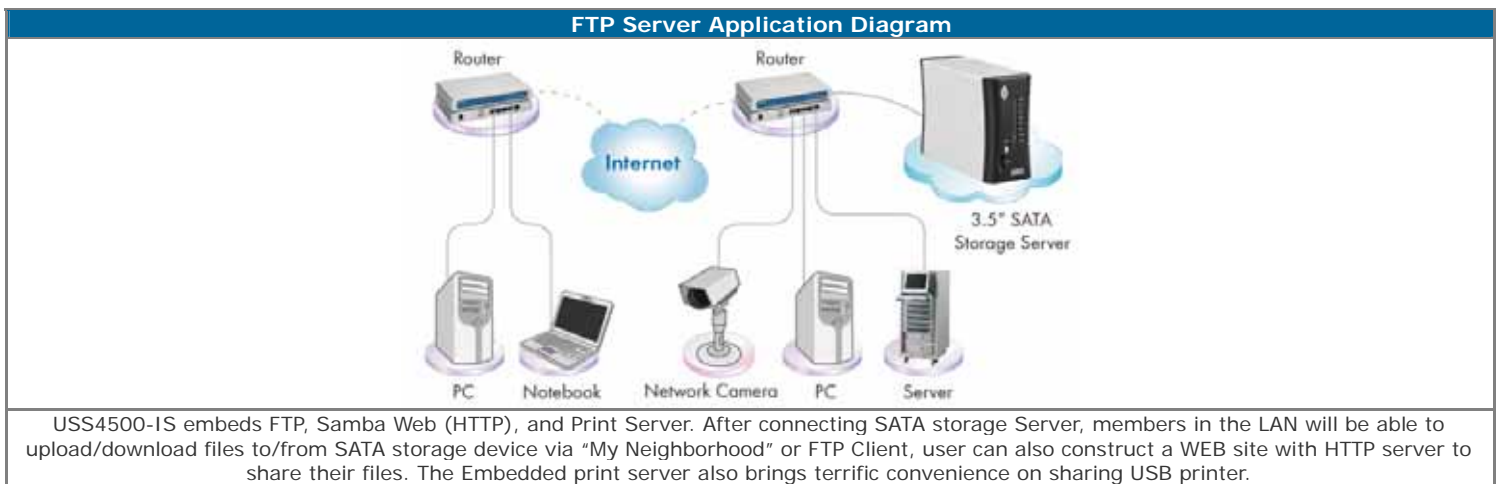 FTP Server Application Diagram
Router
Router
Internet
3.5" SATA
Storage Server
PC
Notebook
Network Camera
PC
Server
USS4500-IS embeds FTP, Samba Web (HTTP), and Print Server. After connecting SATA storage Server, members in the LAN will be able to
upload/download files to/from SATA storage device via “My Neighborhood” or FTP Client, user can also construct a WEB site with HTTP server to
share their files. The Embedded print server also brings terrific convenience on sharing USB printer.